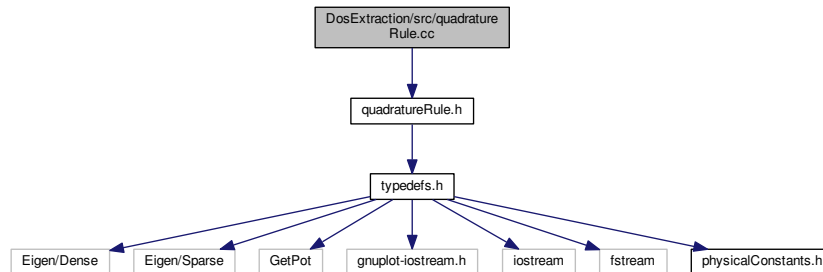 DosExtraction/src/quadrature
Rule.cc
quadratureRule.h
typedefs.h
Eigen/Dense
Eigen/Sparse
GetPot
gnuplot-iostream.h
iostream
fstream
physicalConstants.h